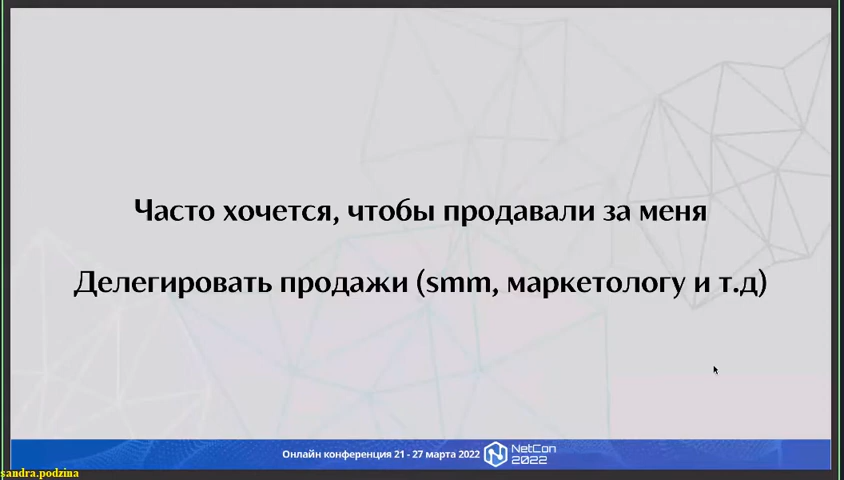 Часто хочется, чтобы продавали за меня
Делегировать продажи (smm, маркетологу и т.д)
Онлайн конференция 21 - 27 марта 2022
NetCon
2022
sandra.podzina